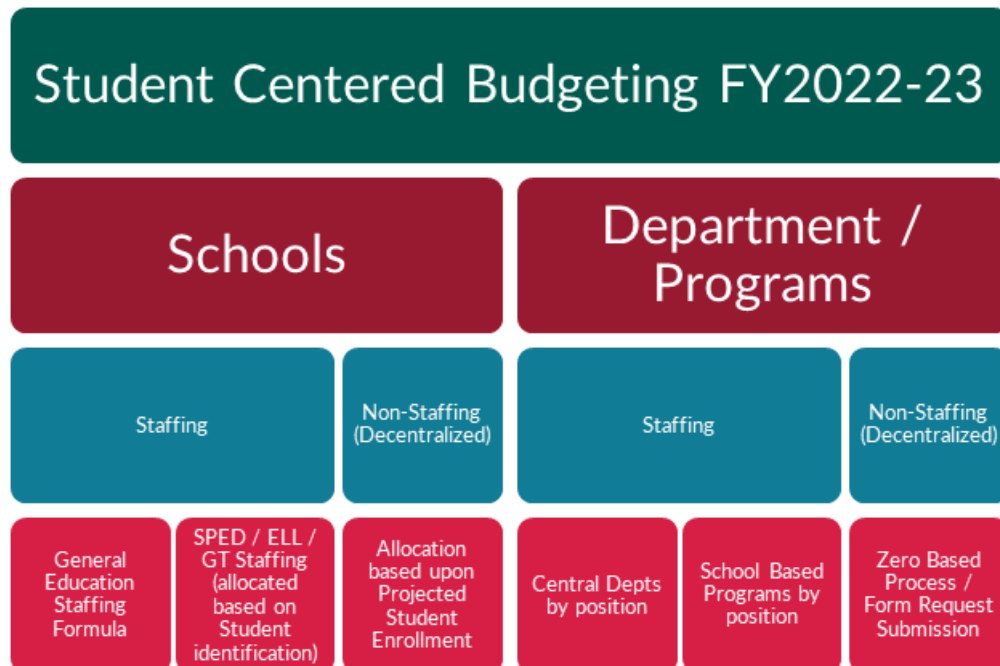 Student Centered Budgeting FY2022-23
Schools
Department /
Programs
Staffing
Non-Staffing
(Decentralized)
Staffing
Non-Staffing
(Decentralized)
General
Education
Staffing
Formula
SPED / ELL /
GT Staffing
(allocated
based on
Student
identification)
Allocation
based upon
Projected
Student
Enrollment
Central Depts
by position
School Based
Programs by
position
Zero Based
Process /
Form Request
Submission